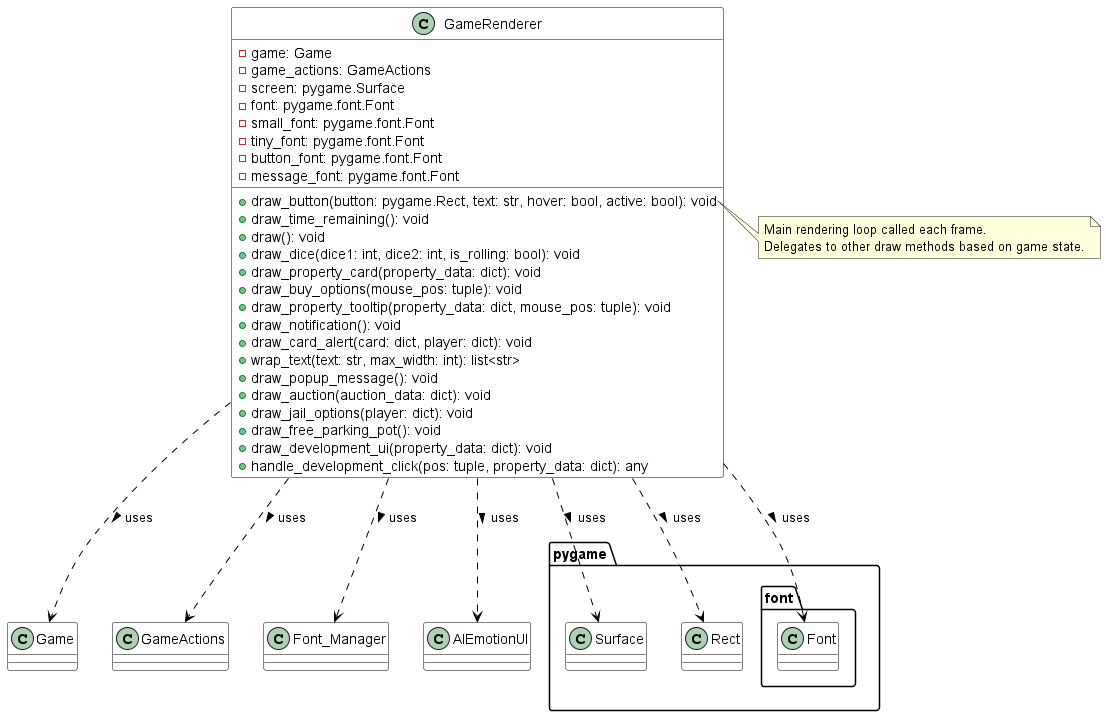 C GameRenderer
game: Game
game_actions: GameActions
screen: pygame.Surface
font: pygame.font.Font
small_font: pygame.font.Font
tiny_font: pygame.font.Font
button_font: pygame.font.Font
message_font: pygame.font.Font
draw_button(button: pygame.Rect, text: str, hover: bool, active: bool): void
draw_time_remaining(): void
draw(): void
draw_dice(dice1: int, dice2: int, is_rolling: bool): void
draw_property_card(property_data: dict): void
draw_buy_options(mouse_pos: tuple): void
draw_property_tooltip(property_data: dict, mouse_pos: tuple): void
draw_notification(): void
draw_card_alert(card: dict, player: dict): void
wrap_text(text: str, max_width: int): list<str>
draw_popup_message(): void
draw_auction(auction_data: dict): void
draw_jail_options(player: dict): void
draw_free_parking_pot(): void
draw_development_ui(property_data: dict): void
handle_development_click(pos: tuple, property_data: dict): any
Main rendering loop called each frame.
Delegates to other draw methods based on game state.
uses
uses
uses
uses
uses
uses
uses
pygame
font
C Game
C GameActions
C Font_Manager
C AIEmotionUI
C Surface
C Rect
C Font